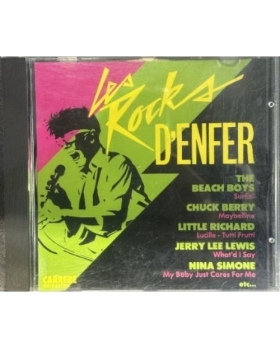 Les
Rocks
D'ENFER
THE
BEACH BOYS
Surfin'
CHUCK BERRY
Maybelline
LITTLE RICHARD
Lucille - Tutti Frutti
JERRY LEE LEWIS
What'd I Say
NINA SIMONE
My Baby Just Cares For Me
etc...
CARRERE